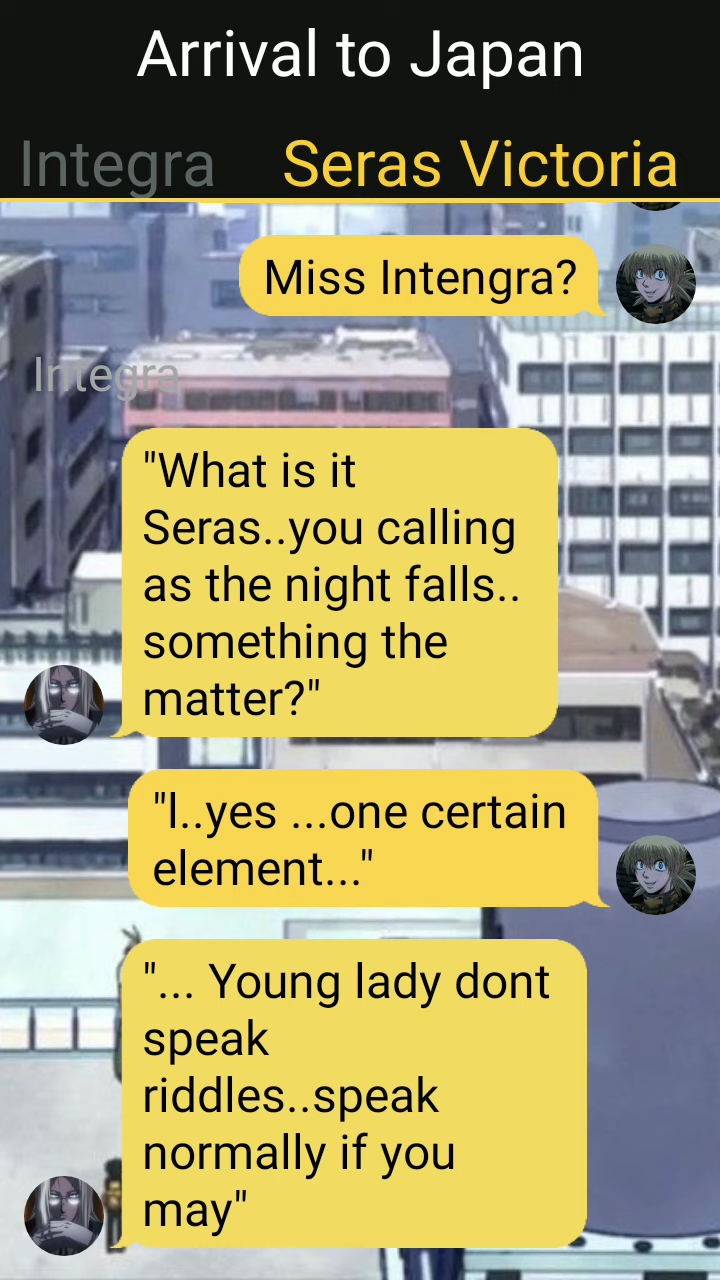 Arrival to Japan
Integra Seras Victoria
Miss Intengra?
Integra
"What is it
Seras..you calling
as the night falls..
something the
matter?"
"I..yes ...one certain
element..."
"... Young lady dont
speak
riddles..speak
normally if you
may"